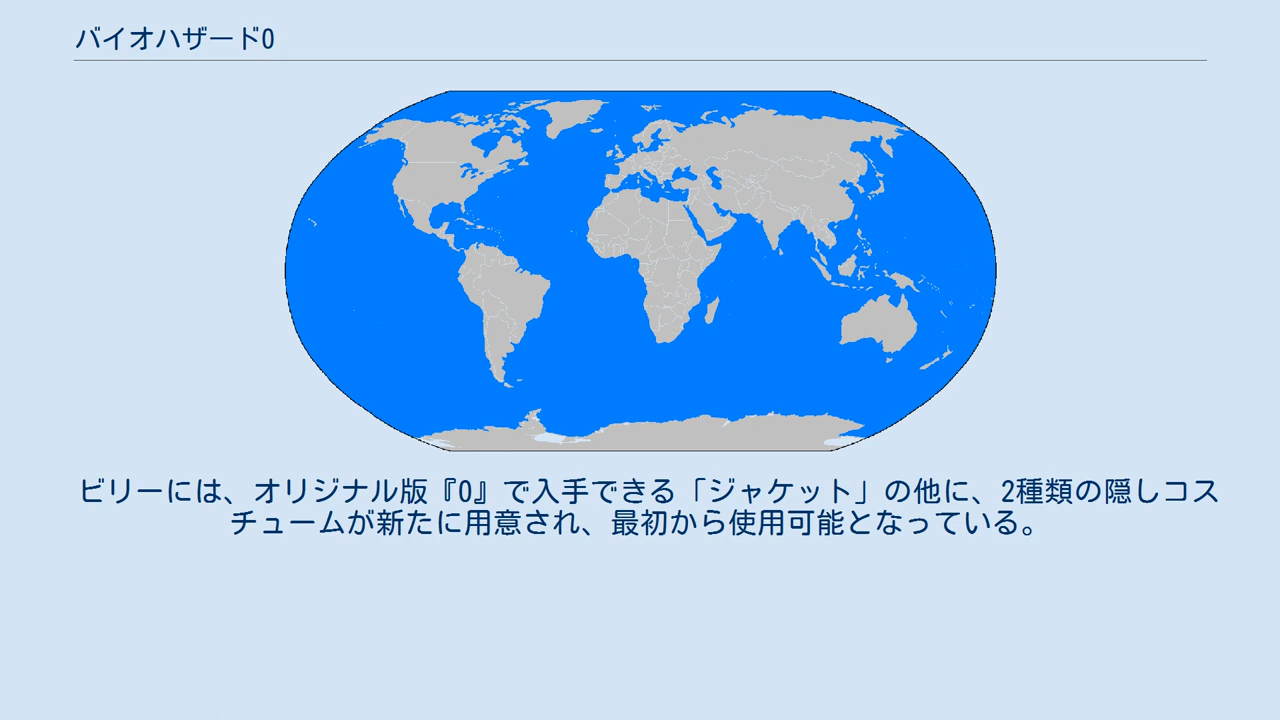 バイオハザード0
ビリーには、オリジナル版『0』で入手できる「ジャケット」の他に、2種類の隠しコス
チュームが新たに用意され、最初から使用可能となっている。